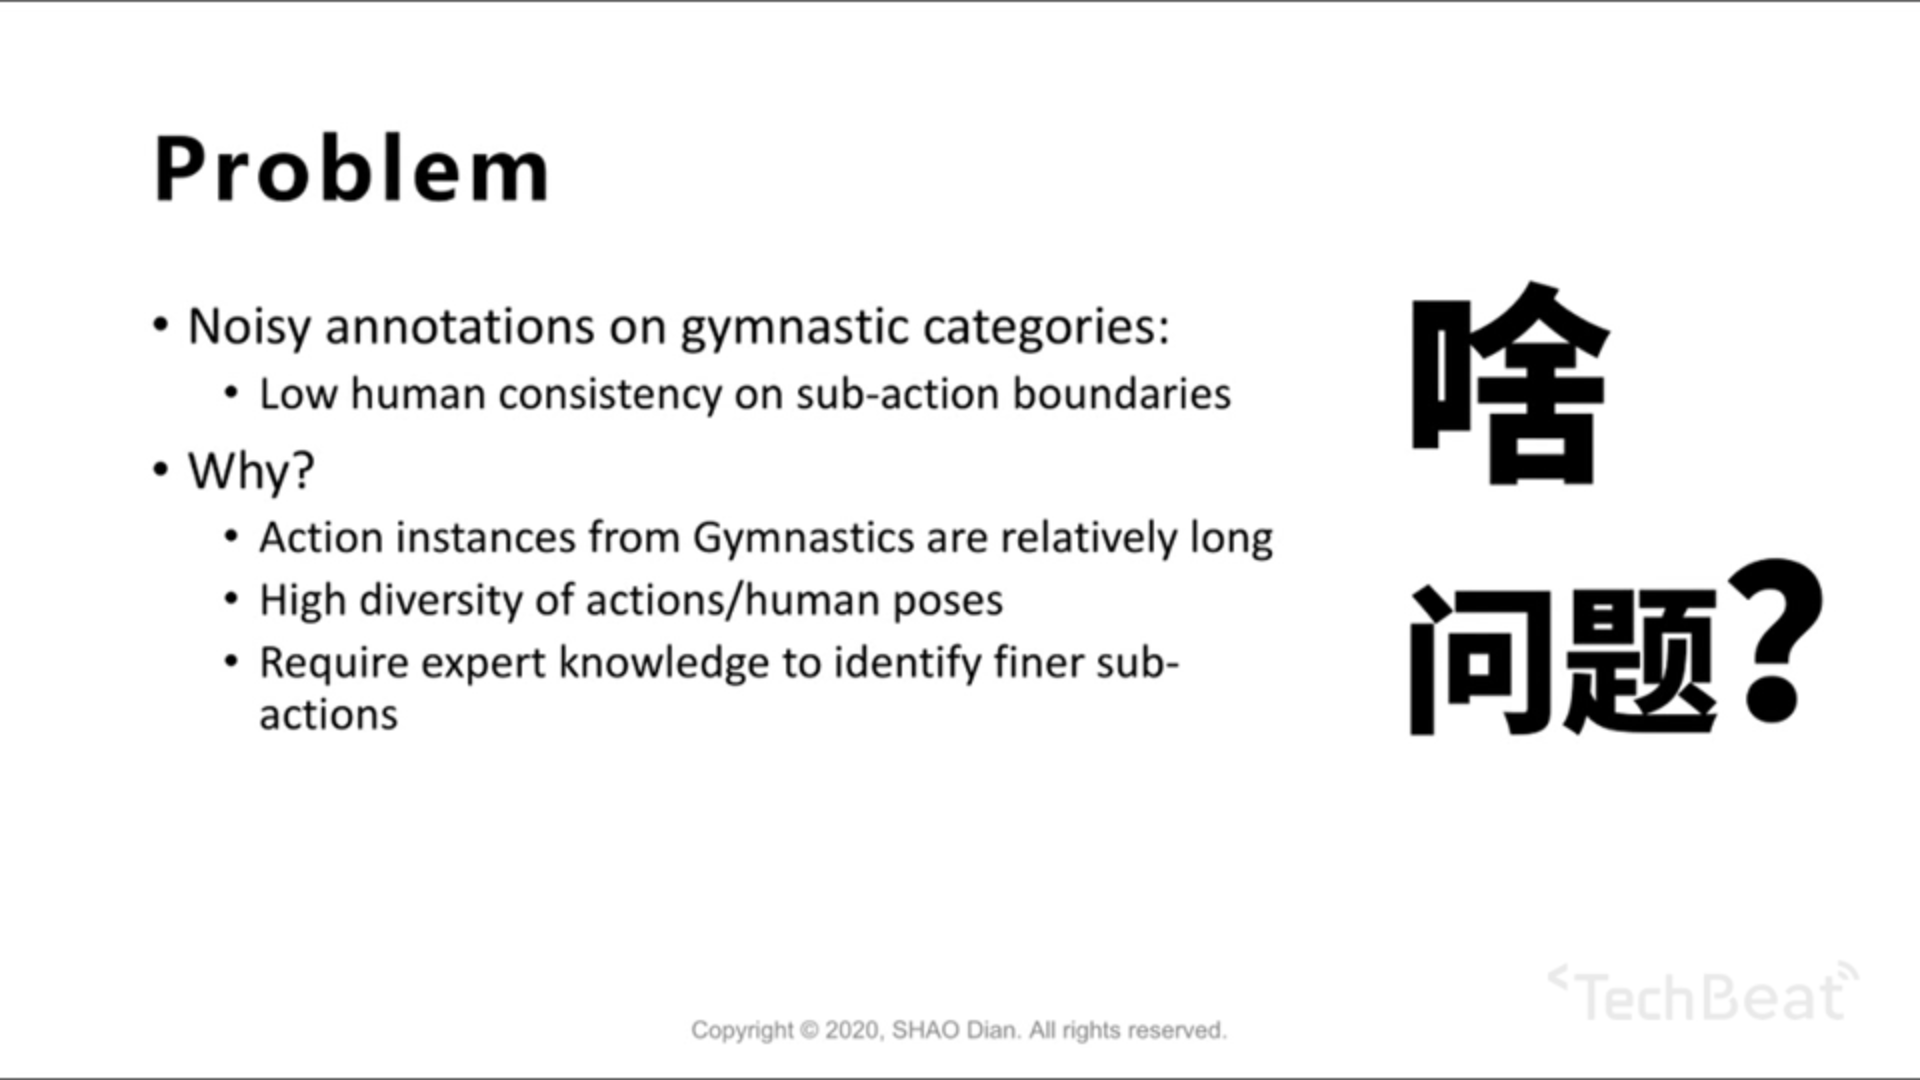 Problem
• Noisy annotations on gymnastic categories:
• Low human consistency on sub-action boundaries
• Why?
• Action instances from Gymnastics are relatively long
• High diversity of actions/human poses
• Require expert knowledge to identify finer sub-
actions
啥
问题?
TechBeat
Copyright © 2020, SHAO Dian. All rights reserved.